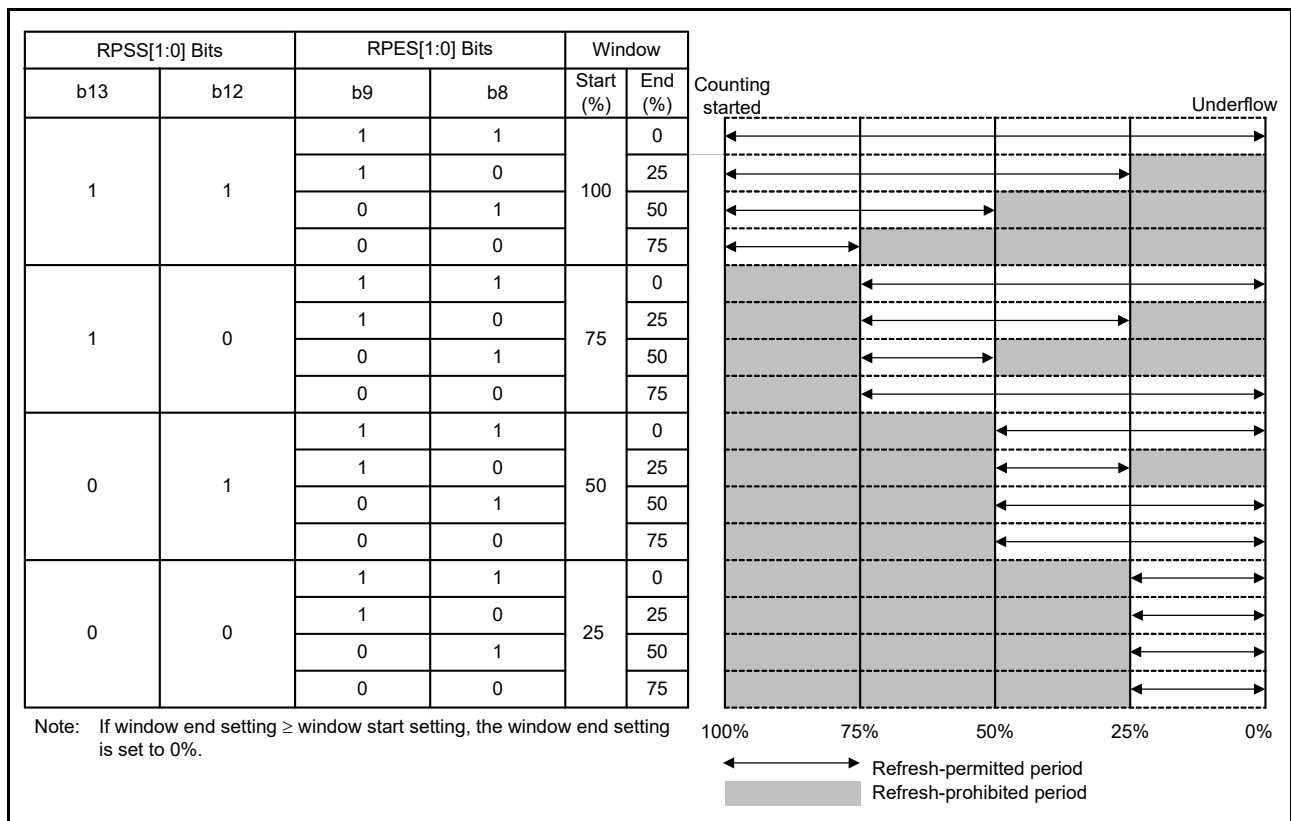 RPSS[1:0] Bits RPES[1:0] Bits Window
b13 b12 b9 b8 Start (%) End (%)
Counting started Underflow
1 1 1 1 100 0
1 0 25
0 1 50
0 0 75
1 0 1 1 75 0
1 0 25
0 1 50
0 0 75
0 1 1 1 50 0
1 0 25
0 1 50
0 0 75
0 0 1 1 25 0
1 0 25
0 1 50
0 0 75
Note: If window end setting ≥ window start setting, the window end setting
is set to 0%.
100% 75% 50% 25% 0%
Refresh-permitted period
Refresh-prohibited period